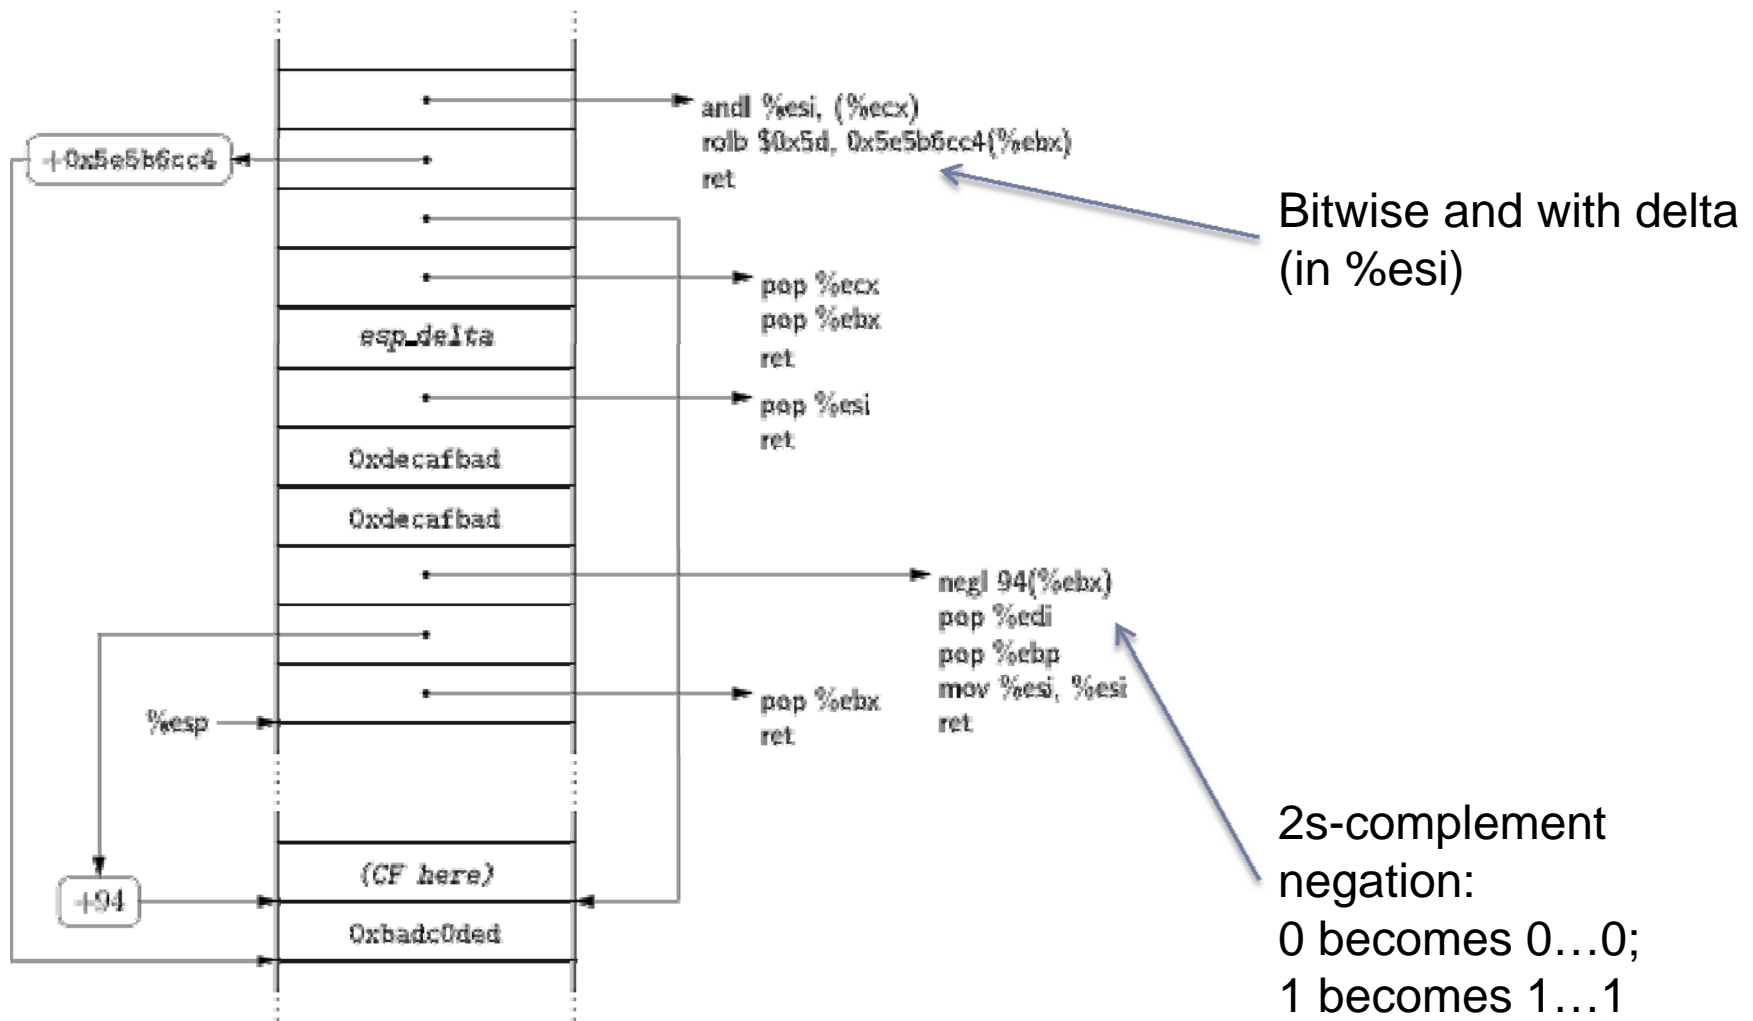 andl %esi, (%ecx)
rolb $0x5d, 0x5e5b6cc4(%ebx)
ret
+0x5e5b6cc4
Bitwise and with delta
(in %esi)
pop %ecx
pop %ebx
ret
esp_delta
pop %esi
ret
0xdecafbad
0xdecafbad
negl 94(%ebx)
pop %edi
pop %ebp
mov %esi, %esi
ret
pop %ebx
ret
%esp
(CF here)
+94
0xbadc0ded
2s-complement
negation:
0 becomes 0…0;
1 becomes 1…1